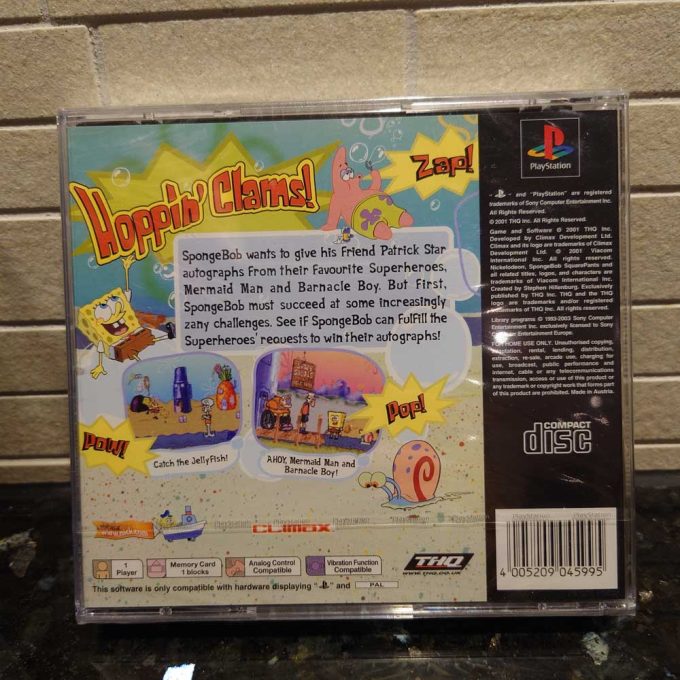 Hoppin' Clams!
Zap!
PlayStation
SpongeBob wants to give his Friend Patrick Star
autographs From their Favourite Superheroes,
Mermaid Man and Barnacle Boy. But First,
SpongeBob must succeed at some increasingly
zany challenges. See iF SpongeBob can FulFill the
Superheroes' requests to win their autographs!
Pow!
Catch the JellyFish!
Pop!
AHOY, Mermaid Man and
Barnacle Boy!
CLIMAX
1
Player
Memory Card
1 blocks
Analog Control
Compatible
Vibration Function
Compatible
THQ
WWW.THQ.CO.UK
This software is only compatible with hardware displaying " " and PAL
and "PlayStation" are registered
trademarks of Sony Computer Entertainment Inc.
All Rights Reserved.
© 2001 THQ Inc. All Rights Reserved.
Game and Software © 2001 THQ Inc.
Developed by Climax Development Ltd.
Climax and its logo are trademarks of Climax
Development Ltd. © 2001 Viacom
International Inc. All rights reserved.
Nickelodeon, SpongeBob SquarePants and
all related titles, logos, and characters are
trademarks of Viacom International Inc.
Created by Stephen Hillenburg. Exclusively
published by THQ Inc. THQ and the THQ
logo are trademarks and/or registered
trademarks of THQ Inc. All rights reserved.
Library programs © 1993-2003 Sony Computer
Entertainment Inc. exclusively licensed to Sony
Computer Entertainment Europe.
FOR HOME USE ONLY. Unauthorised copying,
adaptation, rental, lending, distribution,
extraction, re-sale, arcade use, charging for
use, broadcast, public performance and
internet, cable or any telecommunications
transmission, access or use of this product or
any trademark or copyright work that forms part
of this product are prohibited. Made in Austria.
COMPACT
disc
PlayStation
PlayStation
4 005209 045995